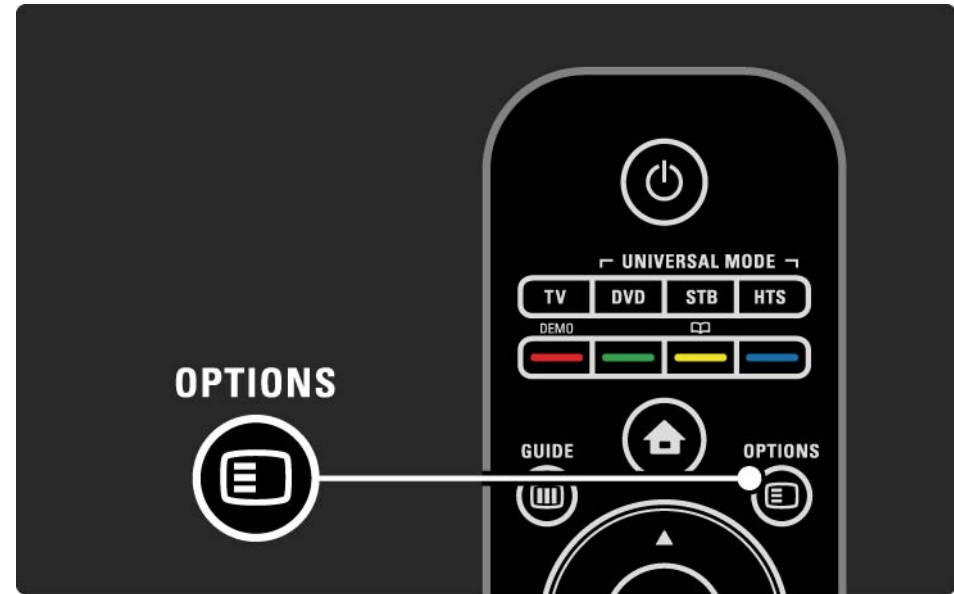 UNIVERSAL MODE
TV DVD STB HTS
DEMO
OPTIONS
GUIDE
OPTIONS